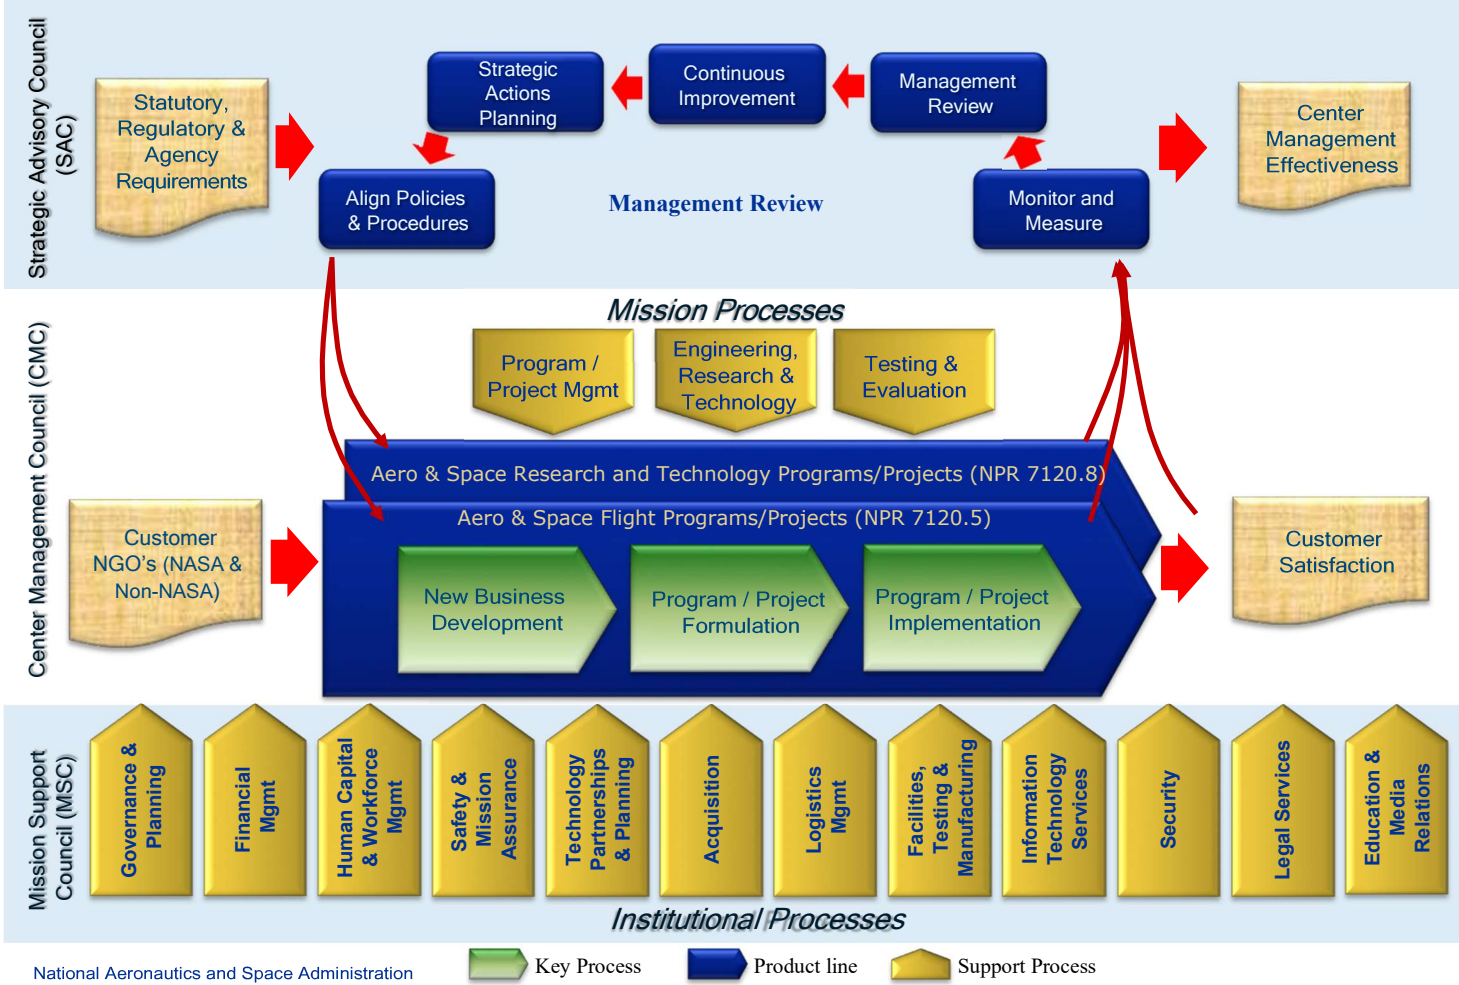 Strategic Advisory Council
(SAC)
Statutory,
Regulatory &
Agency
Requirements
Strategic
Actions
Planning
Continuous
Improvement
Management
Review
Center
Management
Effectiveness
Align Policies
& Procedures
Management Review
Monitor and
Measure
Center Management Council (CMC)
Mission Processes
Program /
Project Mgmt
Engineering,
Research &
Technology
Testing &
Evaluation
Aero & Space Research and Technology Programs/Projects (NPR 7120.8)
Aero & Space Flight Programs/Projects (NPR 7120.5)
Customer
NGO's (NASA &
Non-NASA)
New Business
Development
Program / Project
Formulation
Program / Project
Implementation
Customer
Satisfaction
Mission Support
Council (MSC)
Governance &
Planning
Financial
Mgmt
Human Capital
& Workforce
Mgmt
Safety &
Mission
Assurance
Technology
Partnerships
& Planning
Acquisition
Logistics
Mgmt
Facilities,
Testing &
Manufacturing
Information
Technology
Services
Security
Legal Services
Education &
Media
Relations
Institutional Processes
National Aeronautics and Space Administration
Key Process
Product line
Support Process